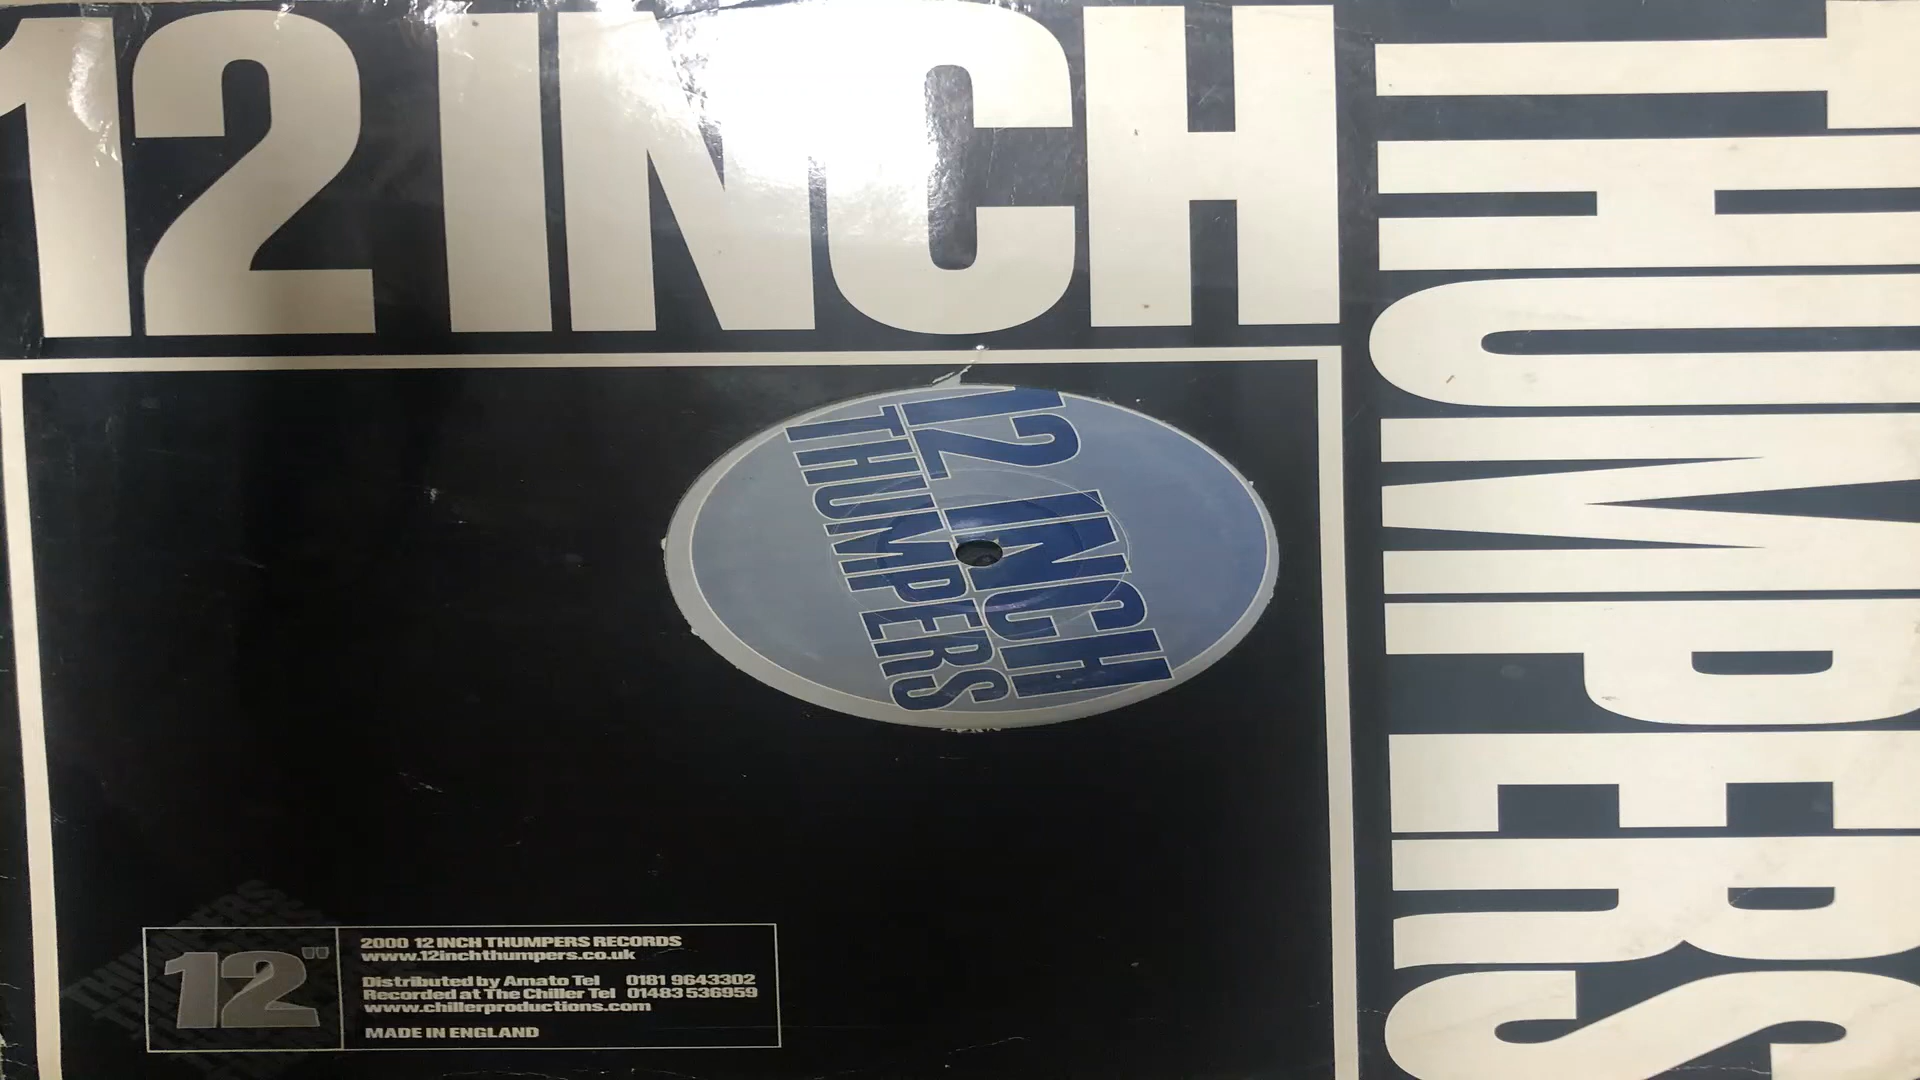 12 INCH
THUMPERS
12 INCH
THUMPERS
12"
2000 12 INCH THUMPERS RECORDS
www.12inchthumpers.co.uk
Distributed by Amato Tel 0181 9643302
Recorded at The Chiller Tel 01483 536959
www.chillerproductions.com
MADE IN ENGLAND